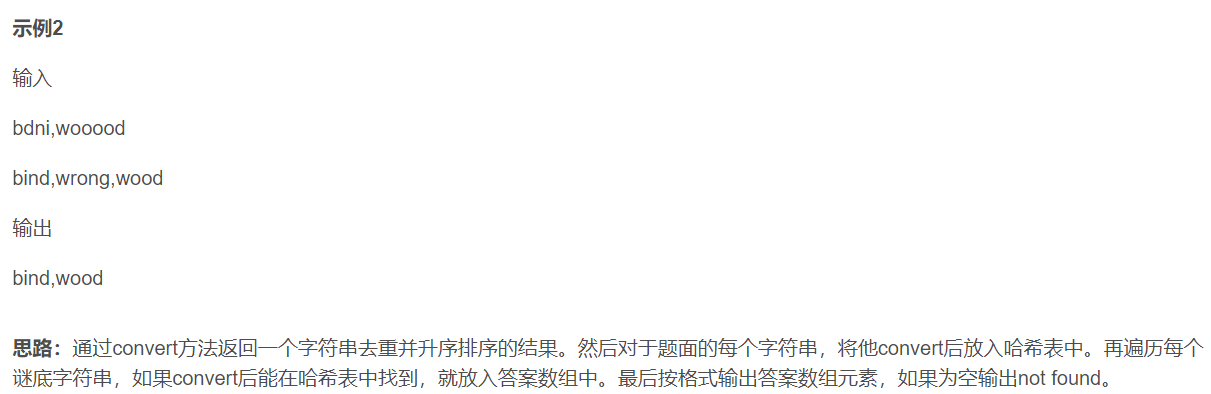 示例2
输入
bdni,wooood
bind,wrong,wood
输出
bind,wood
思路：通过convert方法返回一个字符串去重并升序排序的结果。然后对于题面的每个字符串，将他convert后放入哈希表中。再遍历每个
谜底字符串，如果convert后能在哈希表中找到，就放入答案数组中。最后按格式输出答案数组元素，如果为空输出not found。